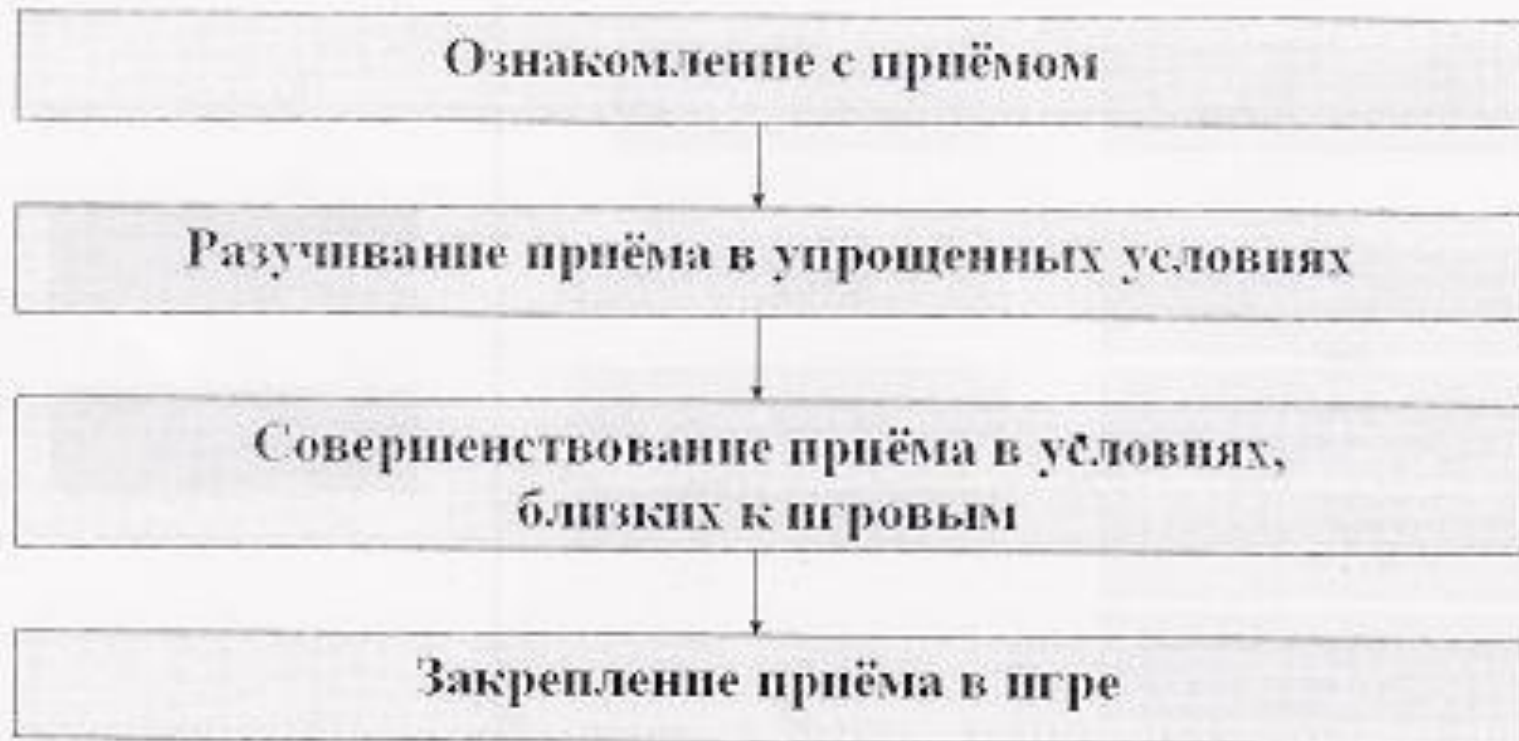 Ознакомление с приёмом
Разучивание приёма в упрощенных условиях
Совершенствование приёма в условиях,
близких к игровым
Закрепление приёма в игре